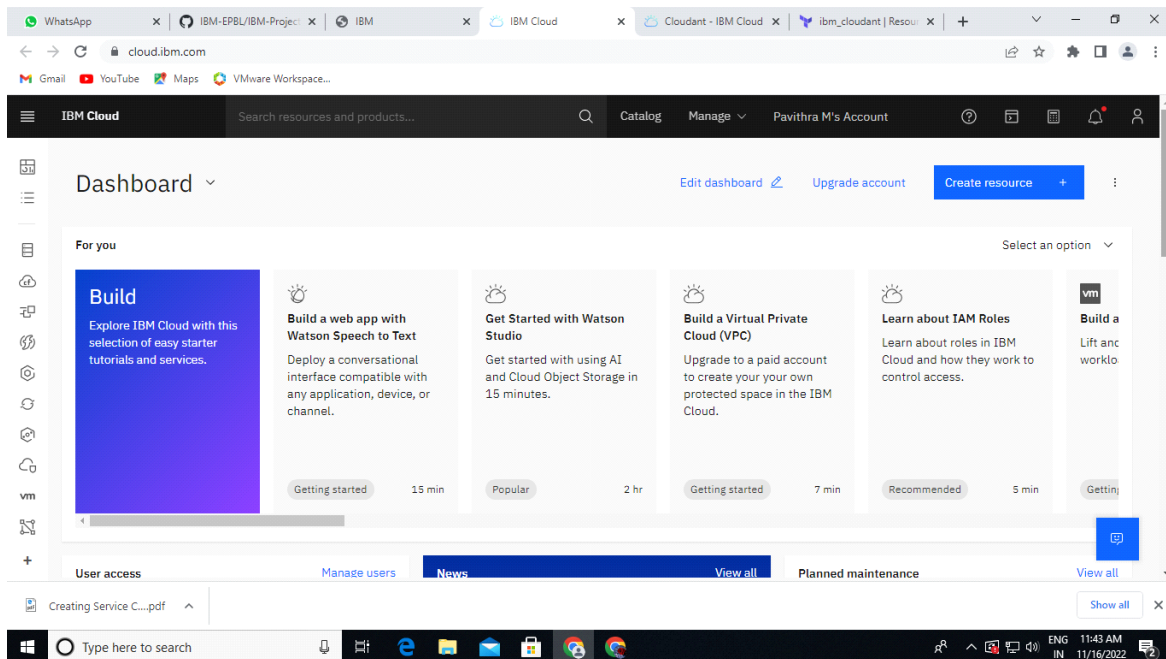 WhatsApp
IBM-EPBL/IBM-Project
IBM
IBM Cloud
Cloudant - IBM Cloud
ibm_cloudant | Resour
cloud.ibm.com
Gmail
YouTube
Maps
VMware Workspace...
IBM Cloud
Search resources and products...
Catalog
Manage
Pavithra M's Account
Dashboard
Edit dashboard
Upgrade account
Create resource +
For you
Select an option
Build
Explore IBM Cloud with this
selection of easy starter
tutorials and services.
Build a web app with
Watson Speech to Text
Deploy a conversational
interface compatible with
any application, device, or
channel.
Getting started
15 min
Get Started with Watson
Studio
Get started with using AI
and Cloud Object Storage in
15 minutes.
Popular
2 hr
Build a Virtual Private
Cloud (VPC)
Upgrade to a paid account
to create your your own
protected space in the IBM
Cloud.
Getting started
7 min
Learn about IAM Roles
Learn about roles in IBM
Cloud and how they work to
control access.
Recommended
5 min
vm
Build a
Lift and
worklo
Getting
vm
User access
Manage users
News
View all
Planned maintenance
View all
Creating Service C....pdf
Show all
Type here to search
ENG
IN
11:43 AM
11/16/2022
2